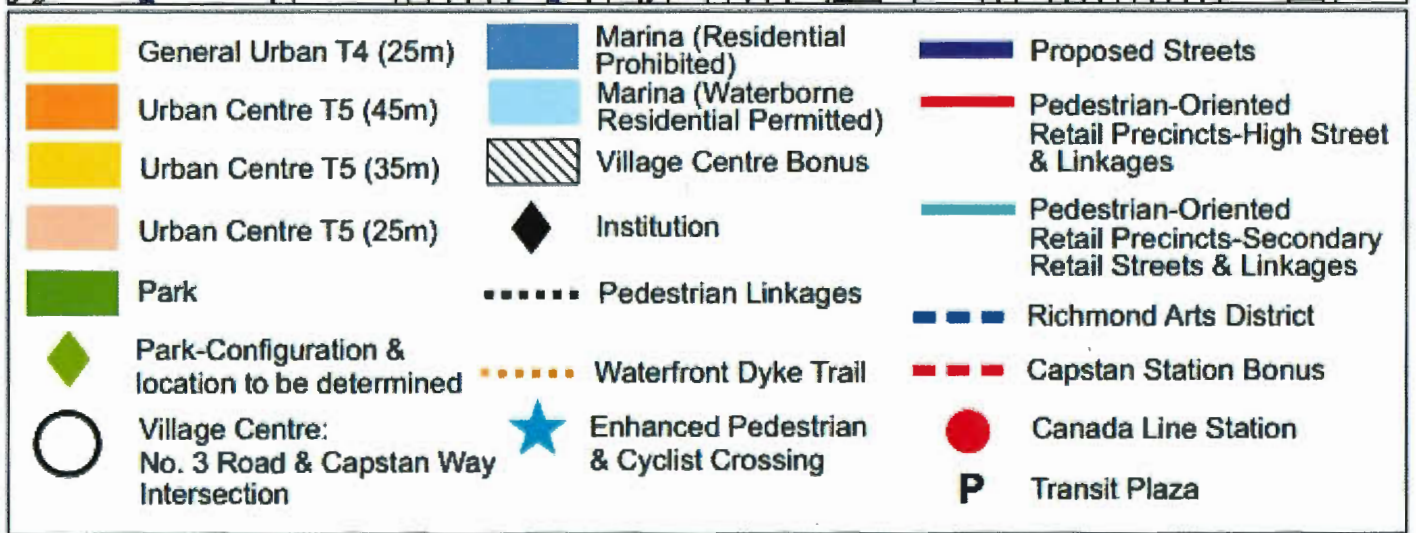 General Urban T4 (25m)
Urban Centre T5 (45m)
Urban Centre T5 (35m)
Urban Centre T5 (25m)
Park
Park-Configuration &
location to be determined
Village Centre:
No. 3 Road & Capstan Way
Intersection
Marina (Residential
Prohibited)
Marina (Waterborne
Residential Permitted)
Village Centre Bonus
Institution
Pedestrian Linkages
Waterfront Dyke Trail
Enhanced Pedestrian
& Cyclist Crossing
Proposed Streets
Pedestrian-Oriented
Retail Precincts-High Street
& Linkages
Pedestrian-Oriented
Retail Precincts-Secondary
Retail Streets & Linkages
Richmond Arts District
Capstan Station Bonus
Canada Line Station
P Transit Plaza